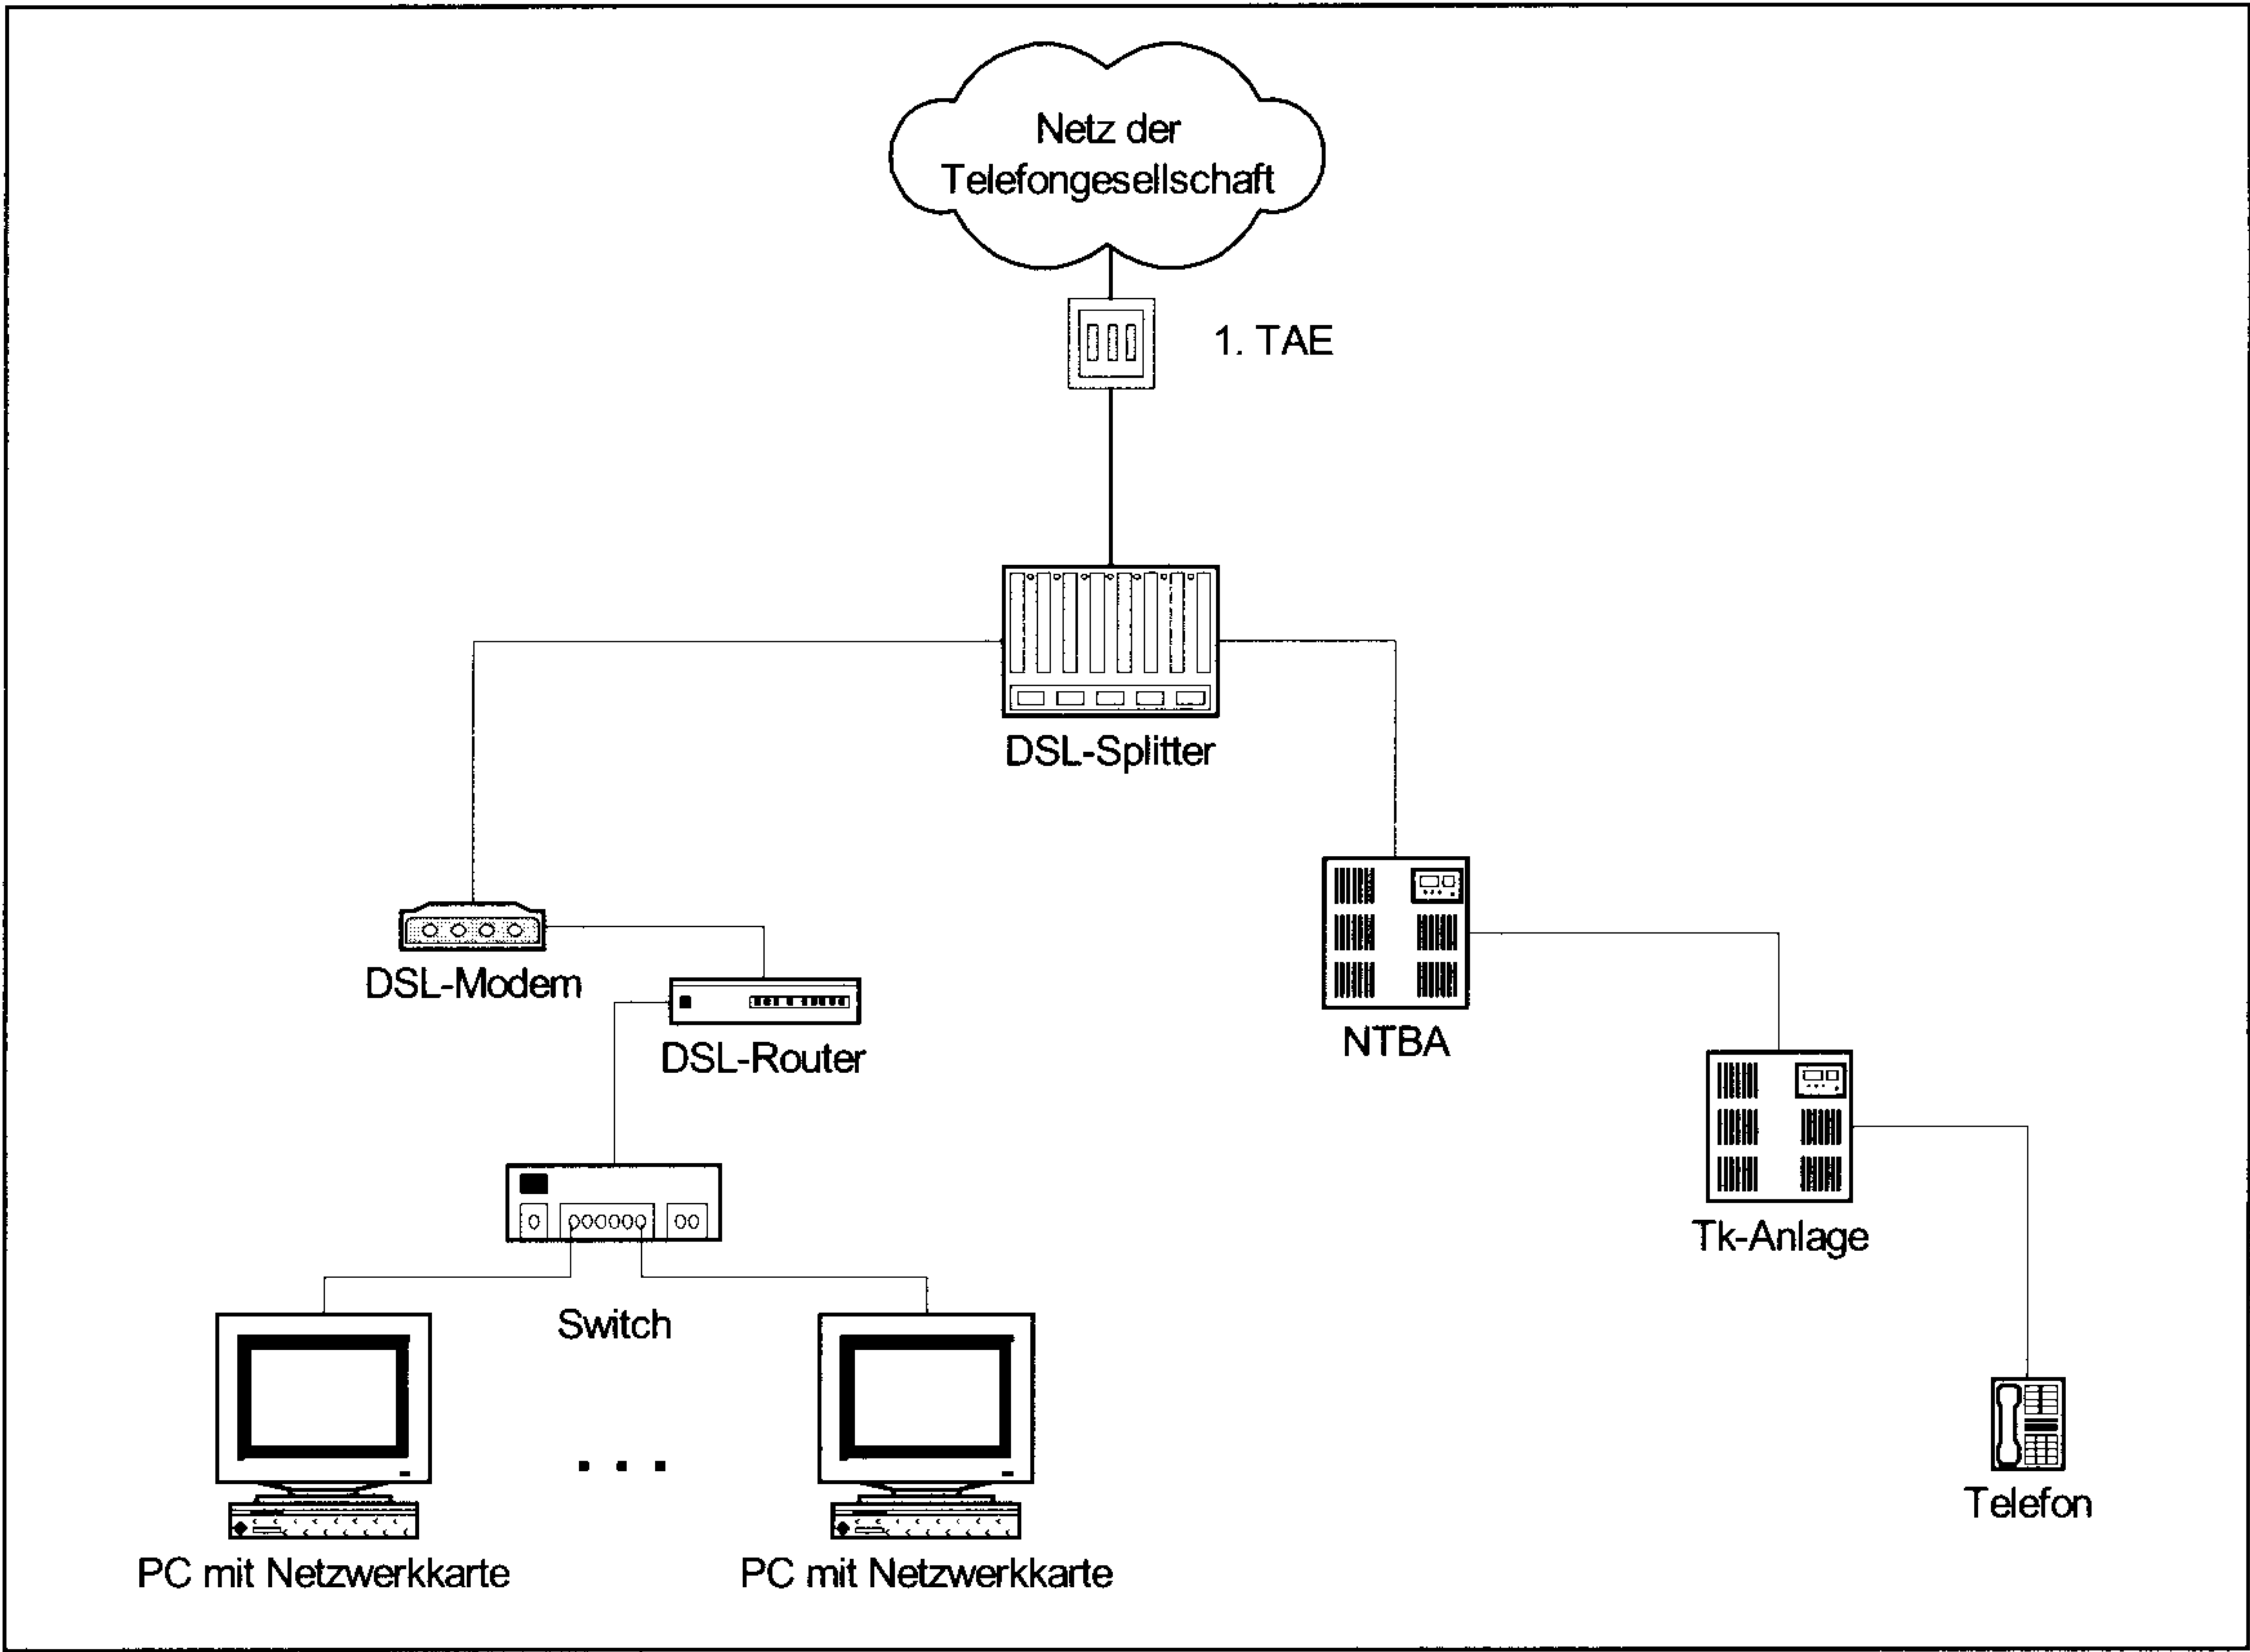 Netz der
Telefongesellschaft
1. TAE
DSL-Splitter
DSL-Modem
DSL-Router
NTBA
Tk-Anlage
Switch
Telefon
PC mit Netzwerkkarte
PC mit Netzwerkkarte